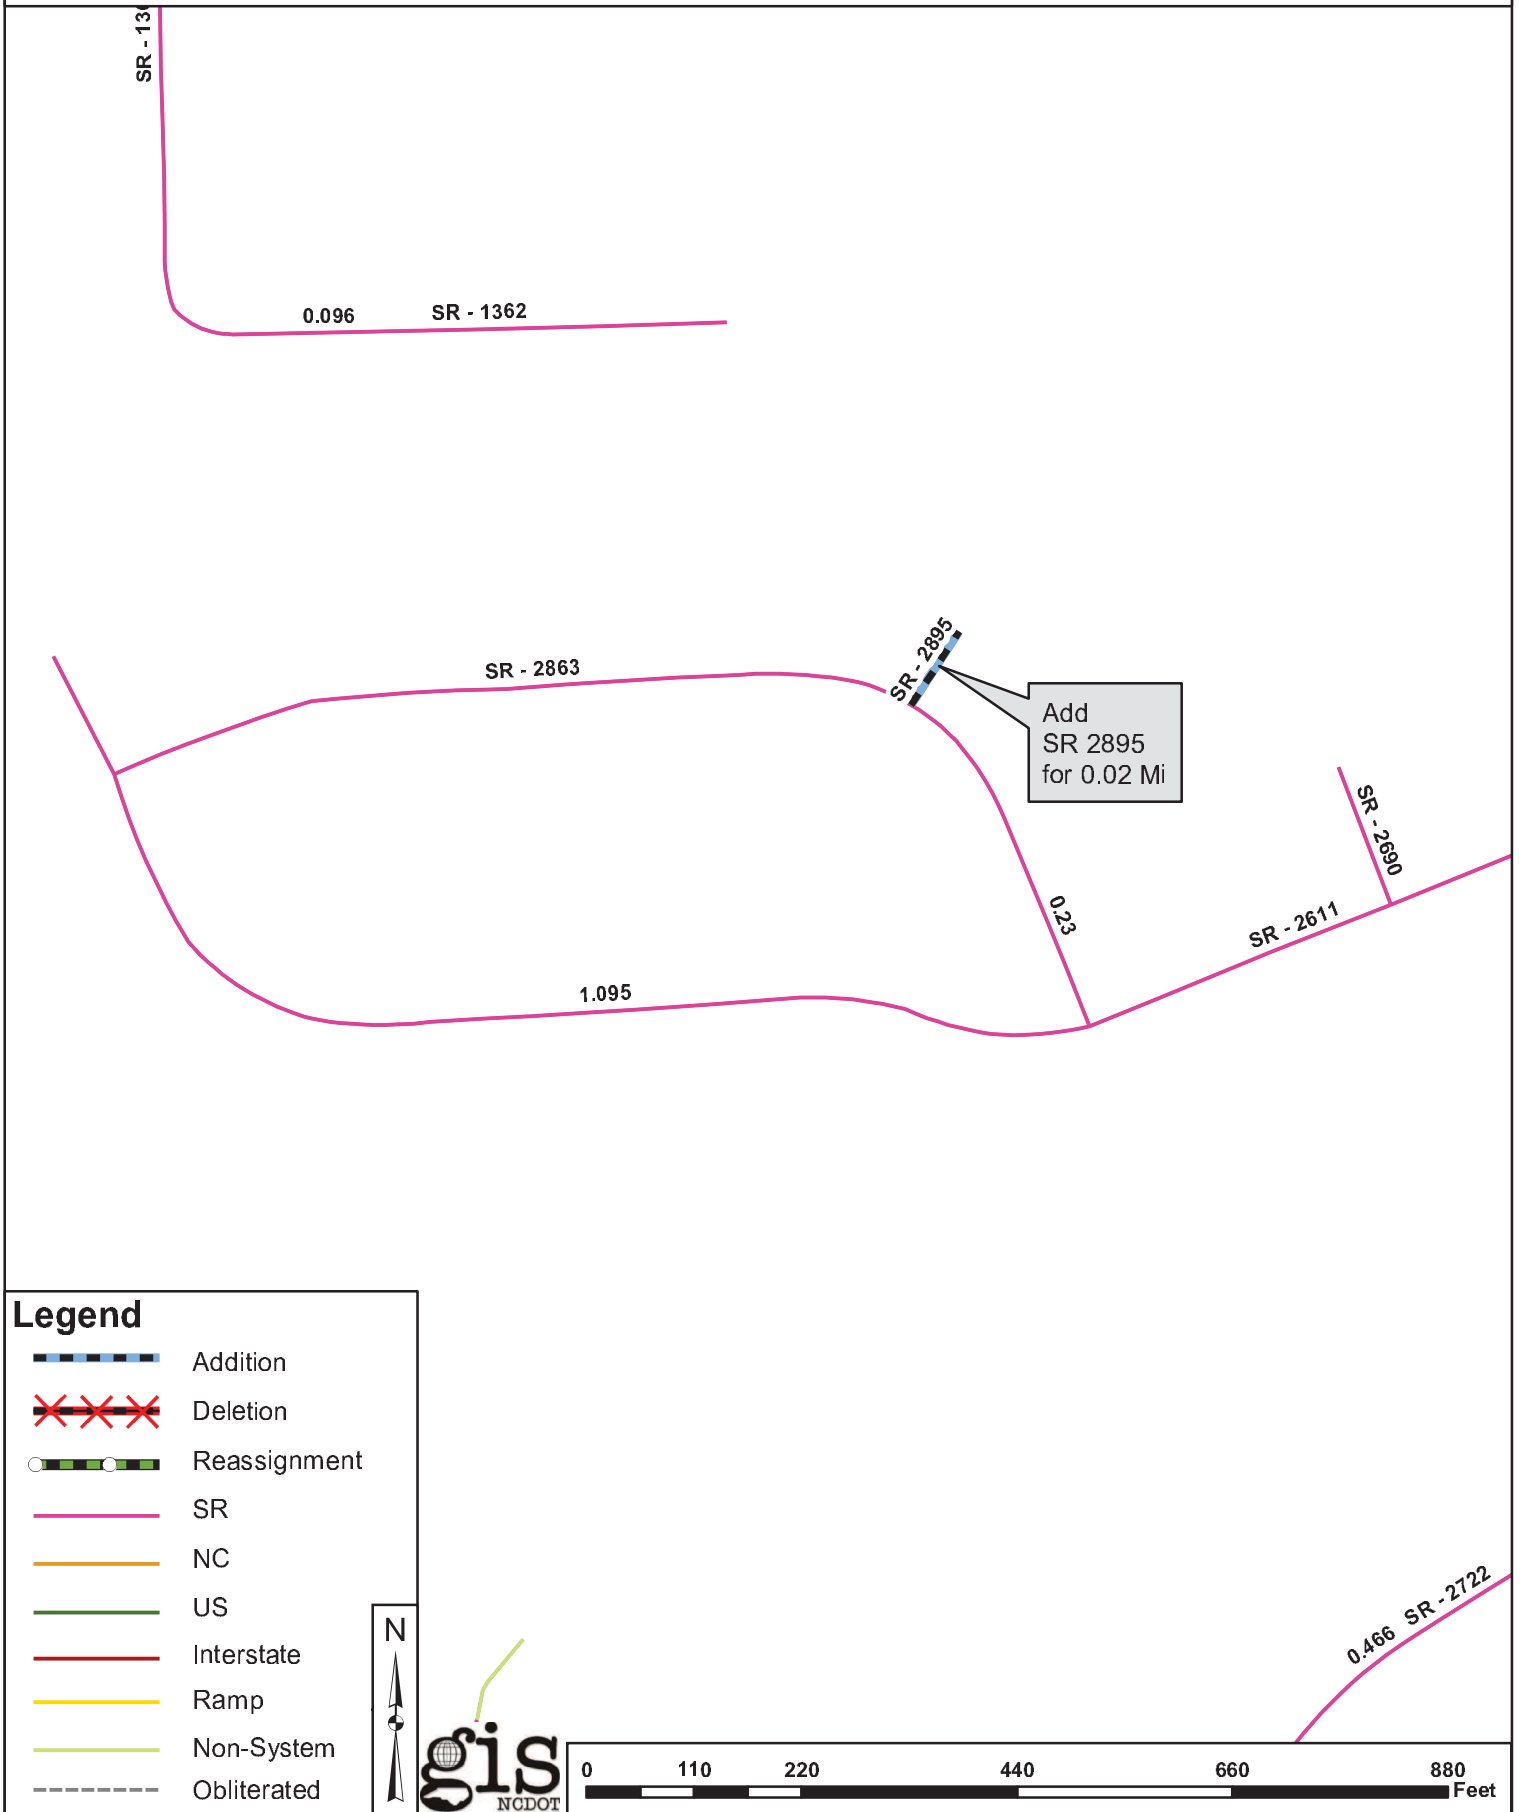 0.096 SR - 1362
SR - 2863
SR - 2895
Add
SR 2895
for 0.02 Mi
SR - 2690
0.23
SR - 2611
1.095
Legend
Addition
Deletion
Reassignment
SR
NC
US
Interstate
Ramp
Non-System
Obliterated
N
gis
NCDOT
0.466 SR - 2722
0 110 220 440 660 880
Feet